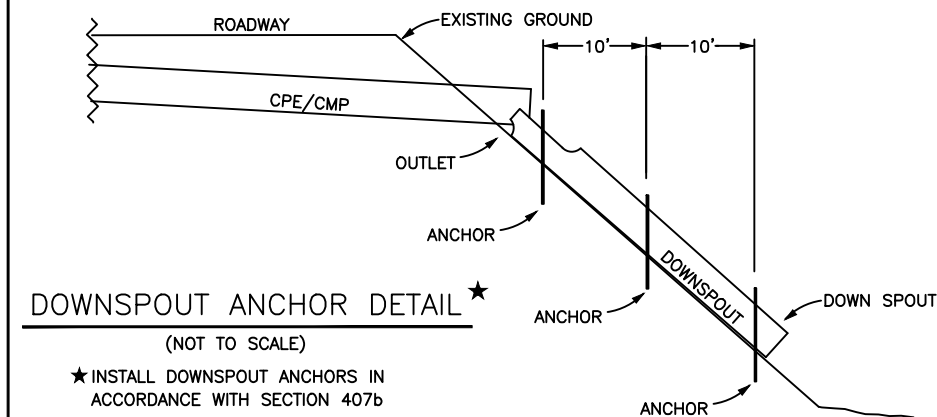 ROADWAY
EXISTING GROUND
10'
10'
CPE/CMP
OUTLET
ANCHOR
DOWNSPOUT
DOWN SPOUT
ANCHOR
ANCHOR
DOWNSPOUT ANCHOR DETAIL ★
(NOT TO SCALE)
★ INSTALL DOWNSPOUT ANCHORS IN
ACCORDANCE WITH SECTION 407b